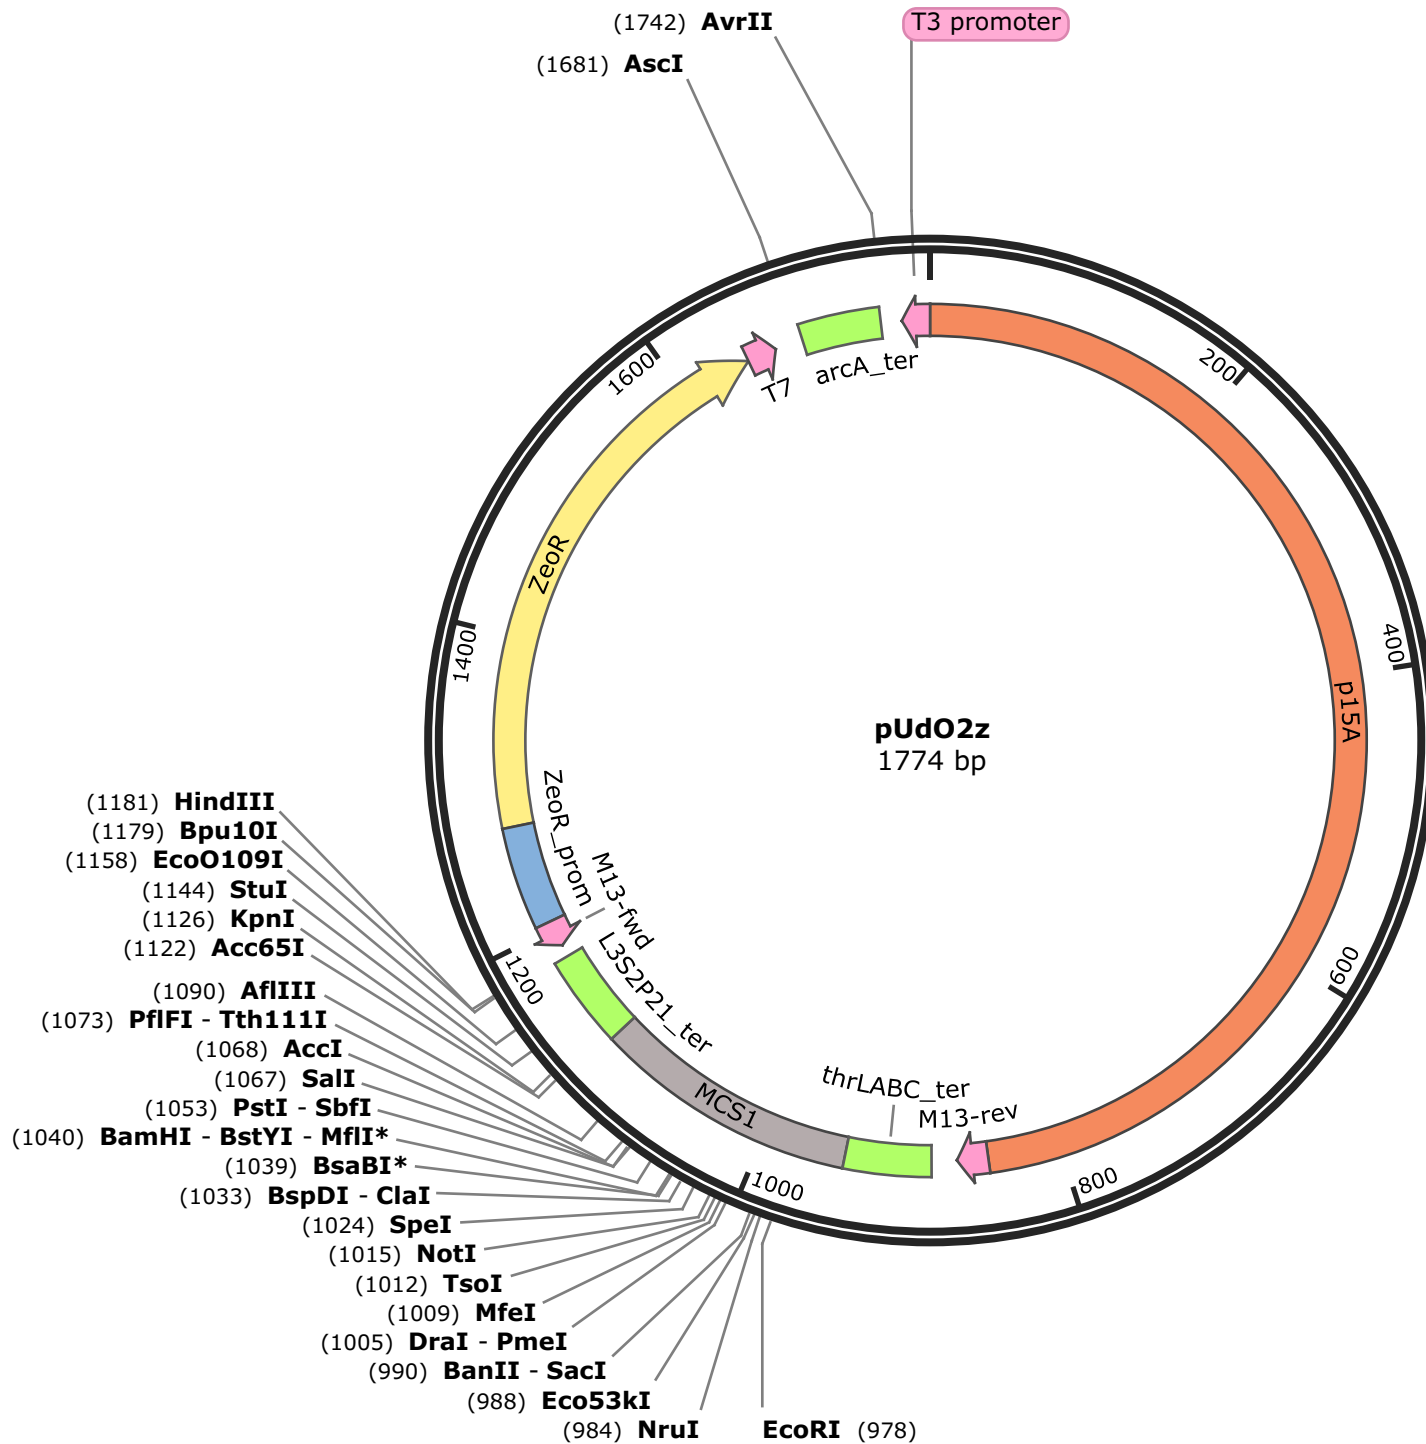 (1742) AvrII
T3 promoter
(1681) AscI
arcA_ter
T7
1600
200
ZeoR
1400
400
p15A
pUdO2z
1774 bp
ZeoR_prom
M13-fwd
L3S2P21_ter
1200
600
MCS1
thrLABC_ter
M13-rev
1000
800
(1181) HindIII
(1179) Bpu10I
(1158) EcoO109I
(1144) StuI
(1126) KpnI
(1122) Acc65I
(1090) AflIII
(1073) PflFI - Tth111I
(1068) AccI
(1067) SalI
(1053) PstI - SbfI
(1040) BamHI - BstYI - MflI*
(1039) BsaBI*
(1033) BspDI - ClaI
(1024) SpeI
(1015) NotI
(1012) TsoI
(1009) MfeI
(1005) DraI - PmeI
(990) BanII - SacI
(988) Eco53kI
(984) NruI
EcoRI (978)